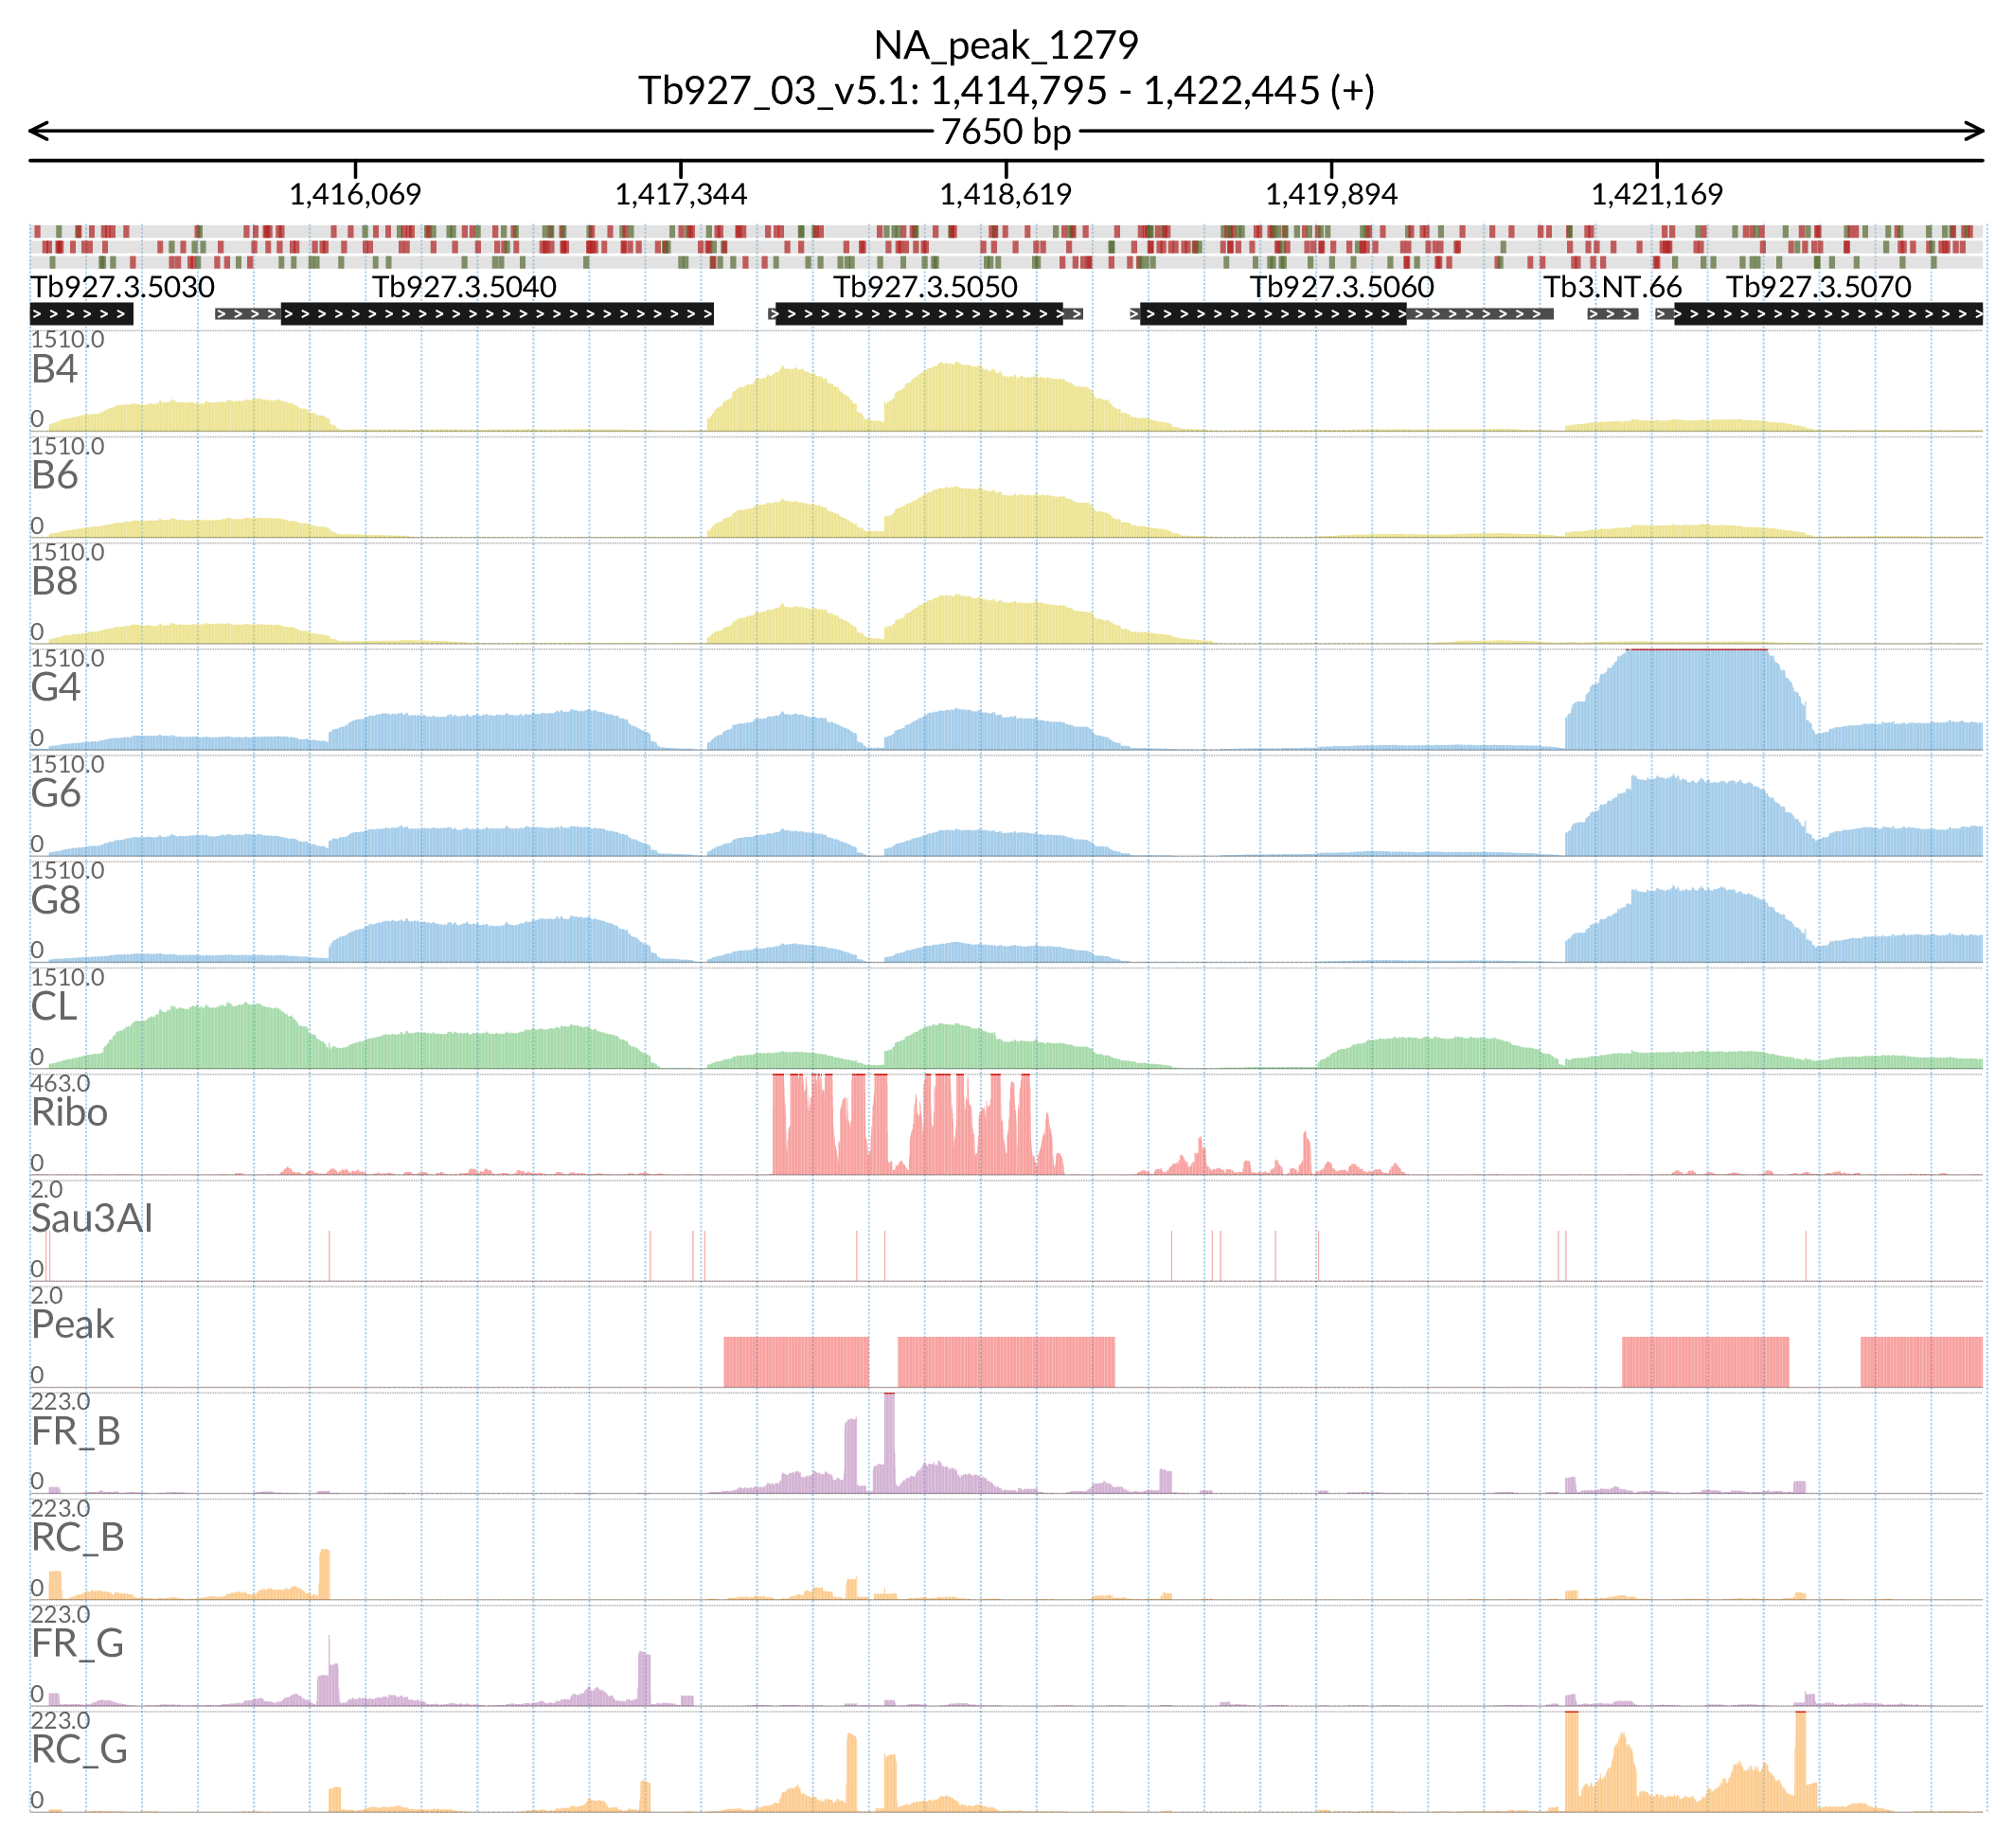 NA_peak_1279
Tb927_03_v5.1: 1,414,795 - 1,422,445 (+)
7650 bp
1,416,069 1,417,344 1,418,619 1,419,894 1,421,169
Tb927.3.5030 Tb927.3.5040 Tb927.3.5050 Tb927.3.5060 Tb3.NT.66 Tb927.3.5070
1510.0
B4
0
1510.0
B6
0
1510.0
B8
0
1510.0
G4
0
1510.0
G6
0
1510.0
G8
0
1510.0
CL
0
463.0
Ribo
0
2.0
Sau3AI
0
2.0
Peak
0
223.0
FR_B
0
223.0
RC_B
0
223.0
FR_G
0
223.0
RC_G
0